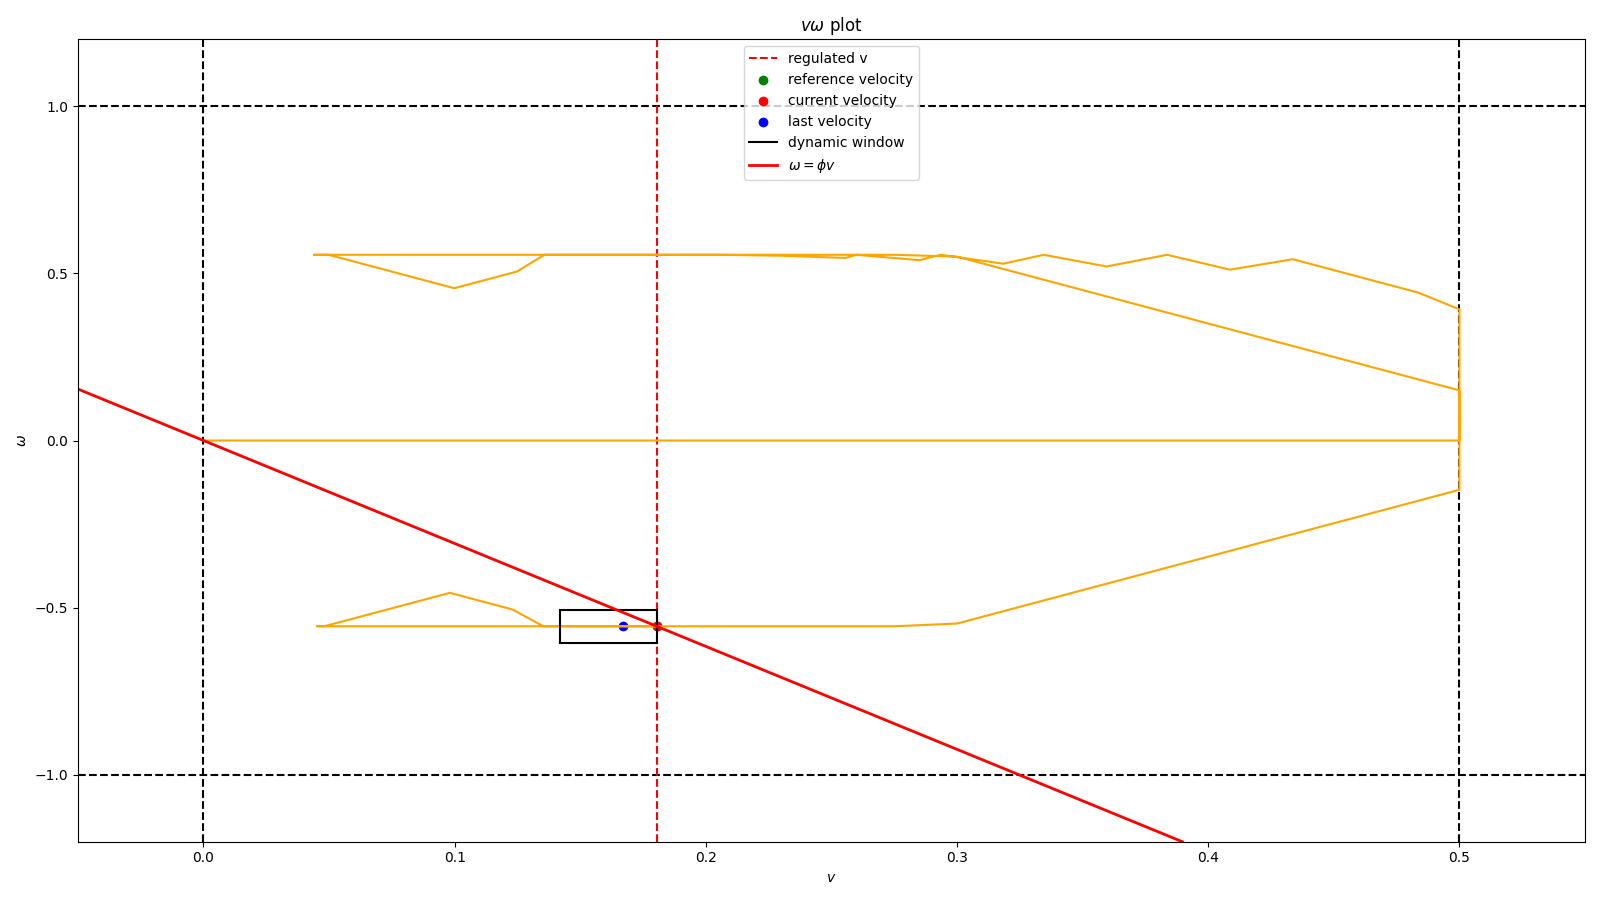 vω plot
regulated v
reference velocity
current velocity
last velocity
dynamic window
ω = ϕv
1.0
0.5
0.0
−0.5
−1.0
ω
0.0 0.1 0.2 0.3 0.4 0.5
v